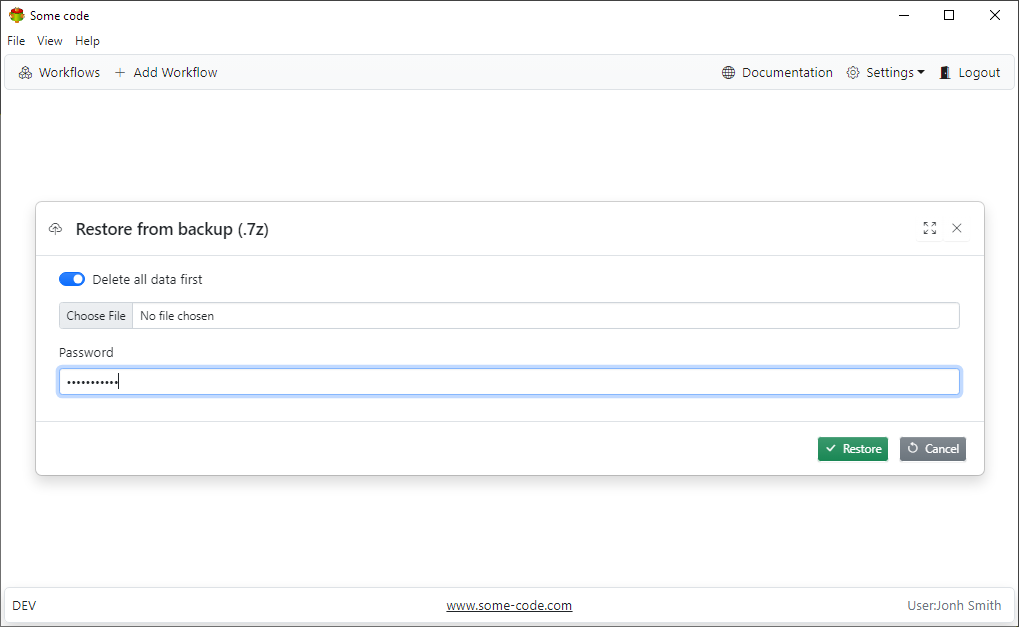 Some code
File View Help
Workflows Add Workflow Documentation Settings Logout
Restore from backup (.7z)
Delete all data first
Choose File No file chosen
Password
•••••••••••
Restore Cancel
DEV www.some-code.com User:Jonh Smith